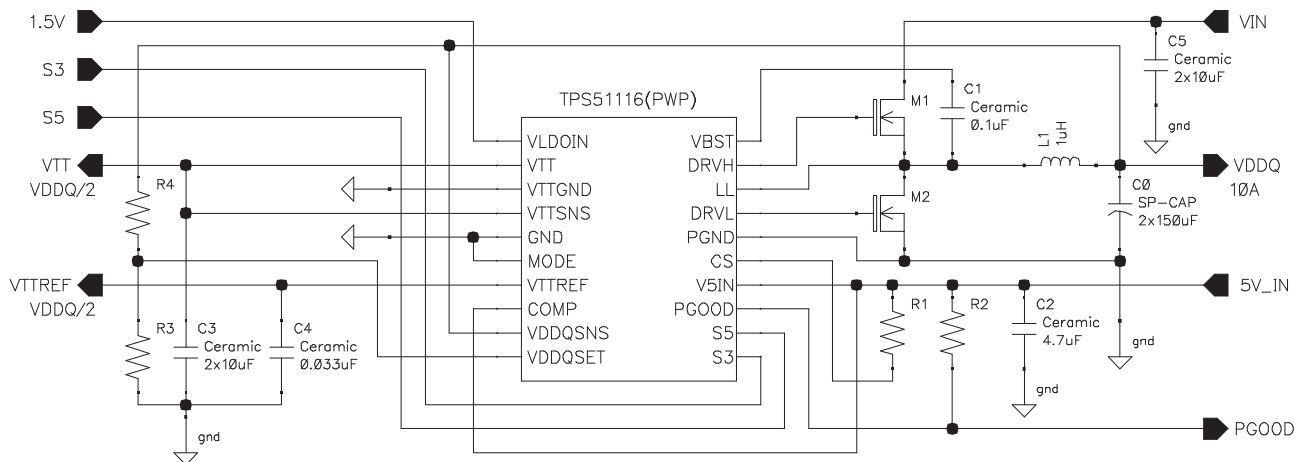 1.5V
S3
S5
VTT
VDDQ/2
R4
VTTREF
VDDQ/2
R3
C3
Ceramic
2x10uF
C4
Ceramic
0.033uF
gnd
TPS51116(PWP)
VLDOIN
VTT
VTTGND
VTTSNS
GND
MODE
VTTREF
COMP
VDDQSNS
VDDQSET
VBST
DRVH
LL
DRVL
PGND
CS
V5IN
PGOOD
S5
S3
M1
M2
C1
Ceramic
0.1uF
L1
1uH
VIN
C5
Ceramic
2x10uF
gnd
VDDQ
10A
C0
SP-CAP
2x150uF
5V_IN
R1
R2
C2
Ceramic
4.7uF
gnd
gnd
PGOOD